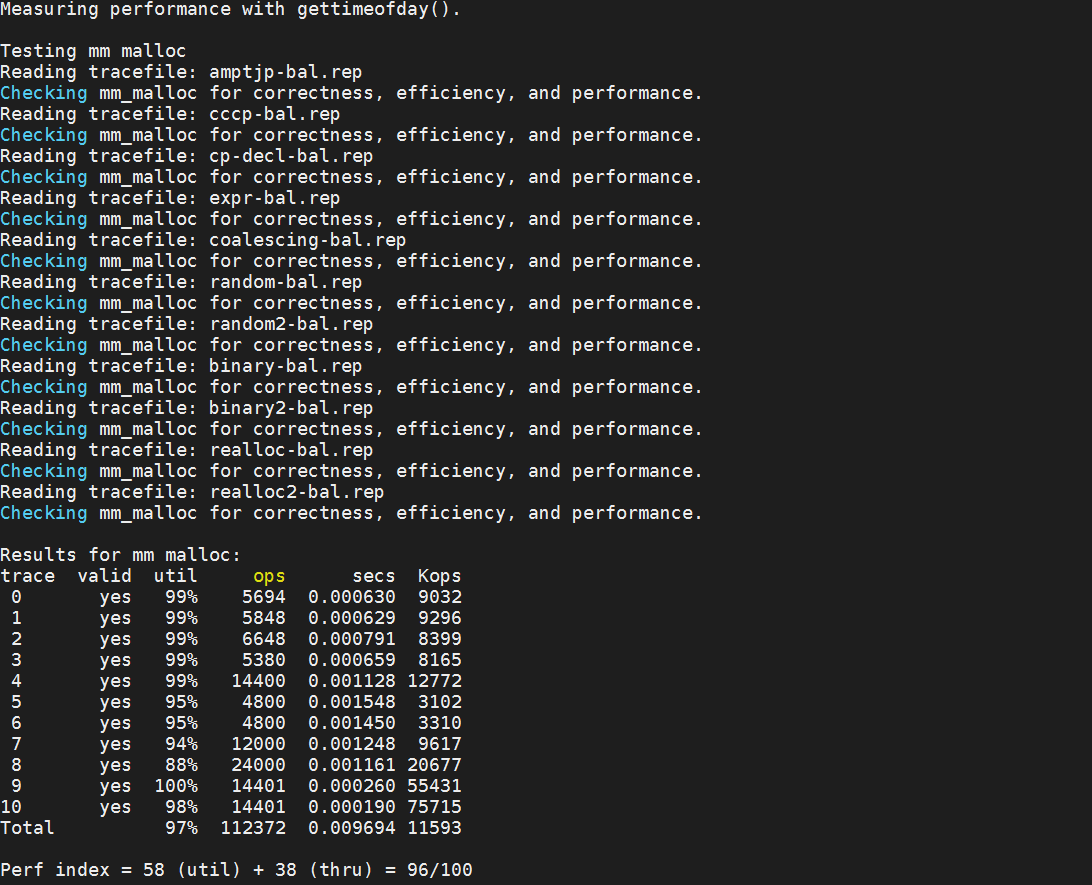 Measuring performance with gettimeofday().

Testing mm malloc
Reading tracefile: amptjp-bal.rep
Checking mm_malloc for correctness, efficiency, and performance.
Reading tracefile: cccp-bal.rep
Checking mm_malloc for correctness, efficiency, and performance.
Reading tracefile: cp-decl-bal.rep
Checking mm_malloc for correctness, efficiency, and performance.
Reading tracefile: expr-bal.rep
Checking mm_malloc for correctness, efficiency, and performance.
Reading tracefile: coalescing-bal.rep
Checking mm_malloc for correctness, efficiency, and performance.
Reading tracefile: random-bal.rep
Checking mm_malloc for correctness, efficiency, and performance.
Reading tracefile: random2-bal.rep
Checking mm_malloc for correctness, efficiency, and performance.
Reading tracefile: binary-bal.rep
Checking mm_malloc for correctness, efficiency, and performance.
Reading tracefile: binary2-bal.rep
Checking mm_malloc for correctness, efficiency, and performance.
Reading tracefile: realloc-bal.rep
Checking mm_malloc for correctness, efficiency, and performance.
Reading tracefile: realloc2-bal.rep
Checking mm_malloc for correctness, efficiency, and performance.

Results for mm malloc:
trace  valid  util     ops      secs  Kops
 0       yes   99%    5694  0.000630  9032
 1       yes   99%    5848  0.000629  9296
 2       yes   99%    6648  0.000791  8399
 3       yes   99%    5380  0.000659  8165
 4       yes   99%   14400  0.001128 12772
 5       yes   95%    4800  0.001548  3102
 6       yes   95%    4800  0.001450  3310
 7       yes   94%   12000  0.001248  9617
 8       yes   88%   24000  0.001161 20677
 9       yes  100%   14401  0.000260 55431
10       yes   98%   14401  0.000190 75715
Total          97%  112372  0.009694 11593

Perf index = 58 (util) + 38 (thru) = 96/100